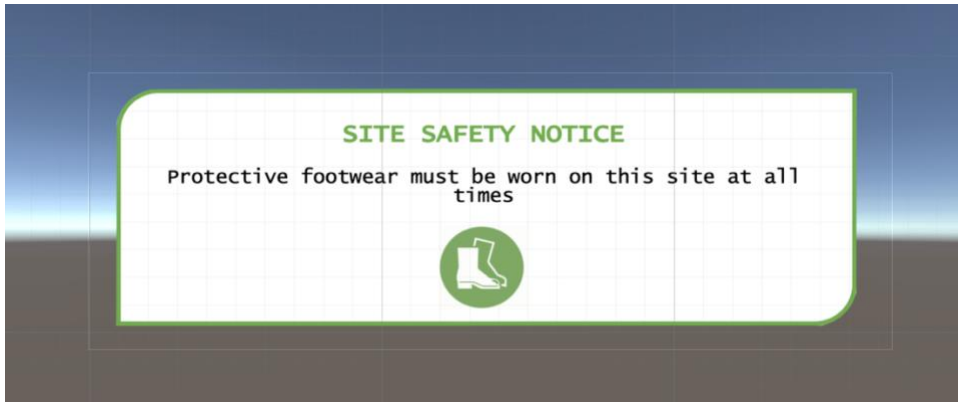 SITE SAFETY NOTICE
Protective footwear must be worn on this site at all
times